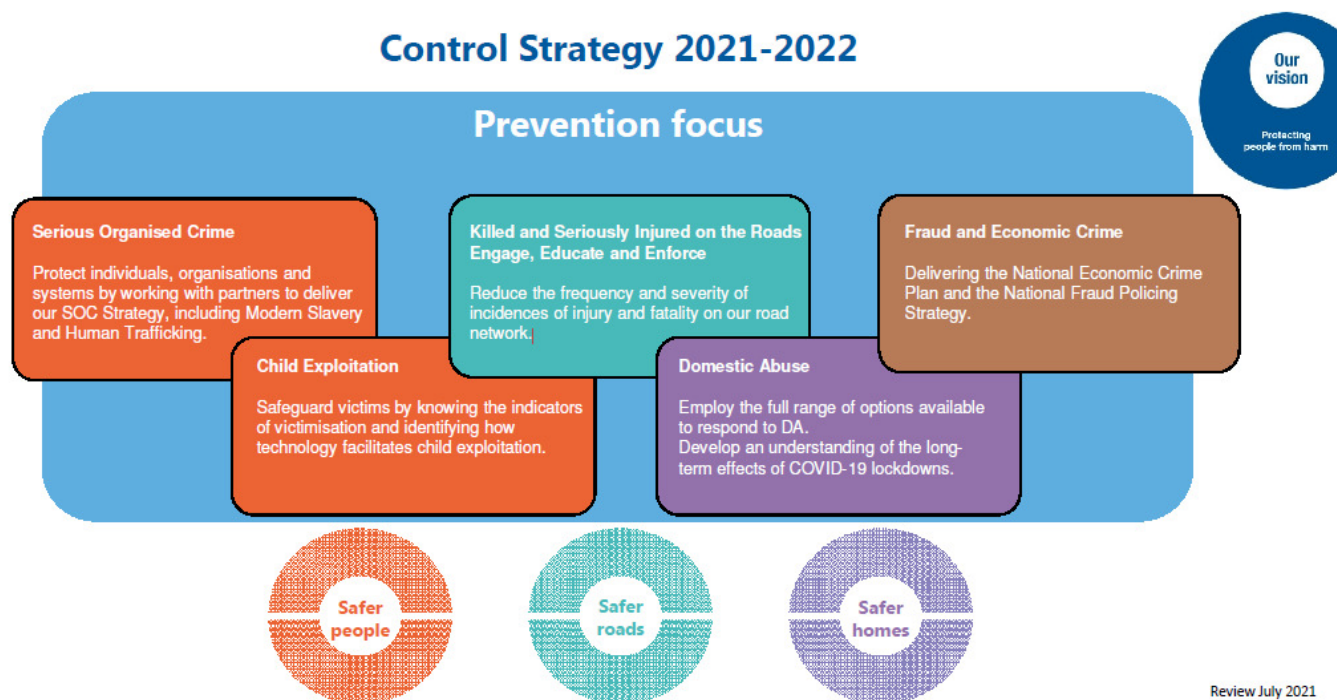 Control Strategy 2021-2022
Our
vision
Protecting
people from harm
Prevention focus
Serious Organised Crime
Protect individuals, organisations and
systems by working with partners to deliver
our SOC Strategy, including Modern Slavery
and Human Trafficking.
Killed and Seriously Injured on the Roads
Engage, Educate and Enforce
Reduce the frequency and severity of
incidences of injury and fatality on our road
network.
Fraud and Economic Crime
Delivering the National Economic Crime
Plan and the National Fraud Policing
Strategy.
Child Exploitation
Safeguard victims by knowing the indicators
of victimisation and identifying how
technology facilitates child exploitation.
Domestic Abuse
Employ the full range of options available
to respond to DA.
Develop an understanding of the long-
term effects of COVID-19 lockdowns.
Safer
people
Safer
roads
Safer
homes
Review July 2021